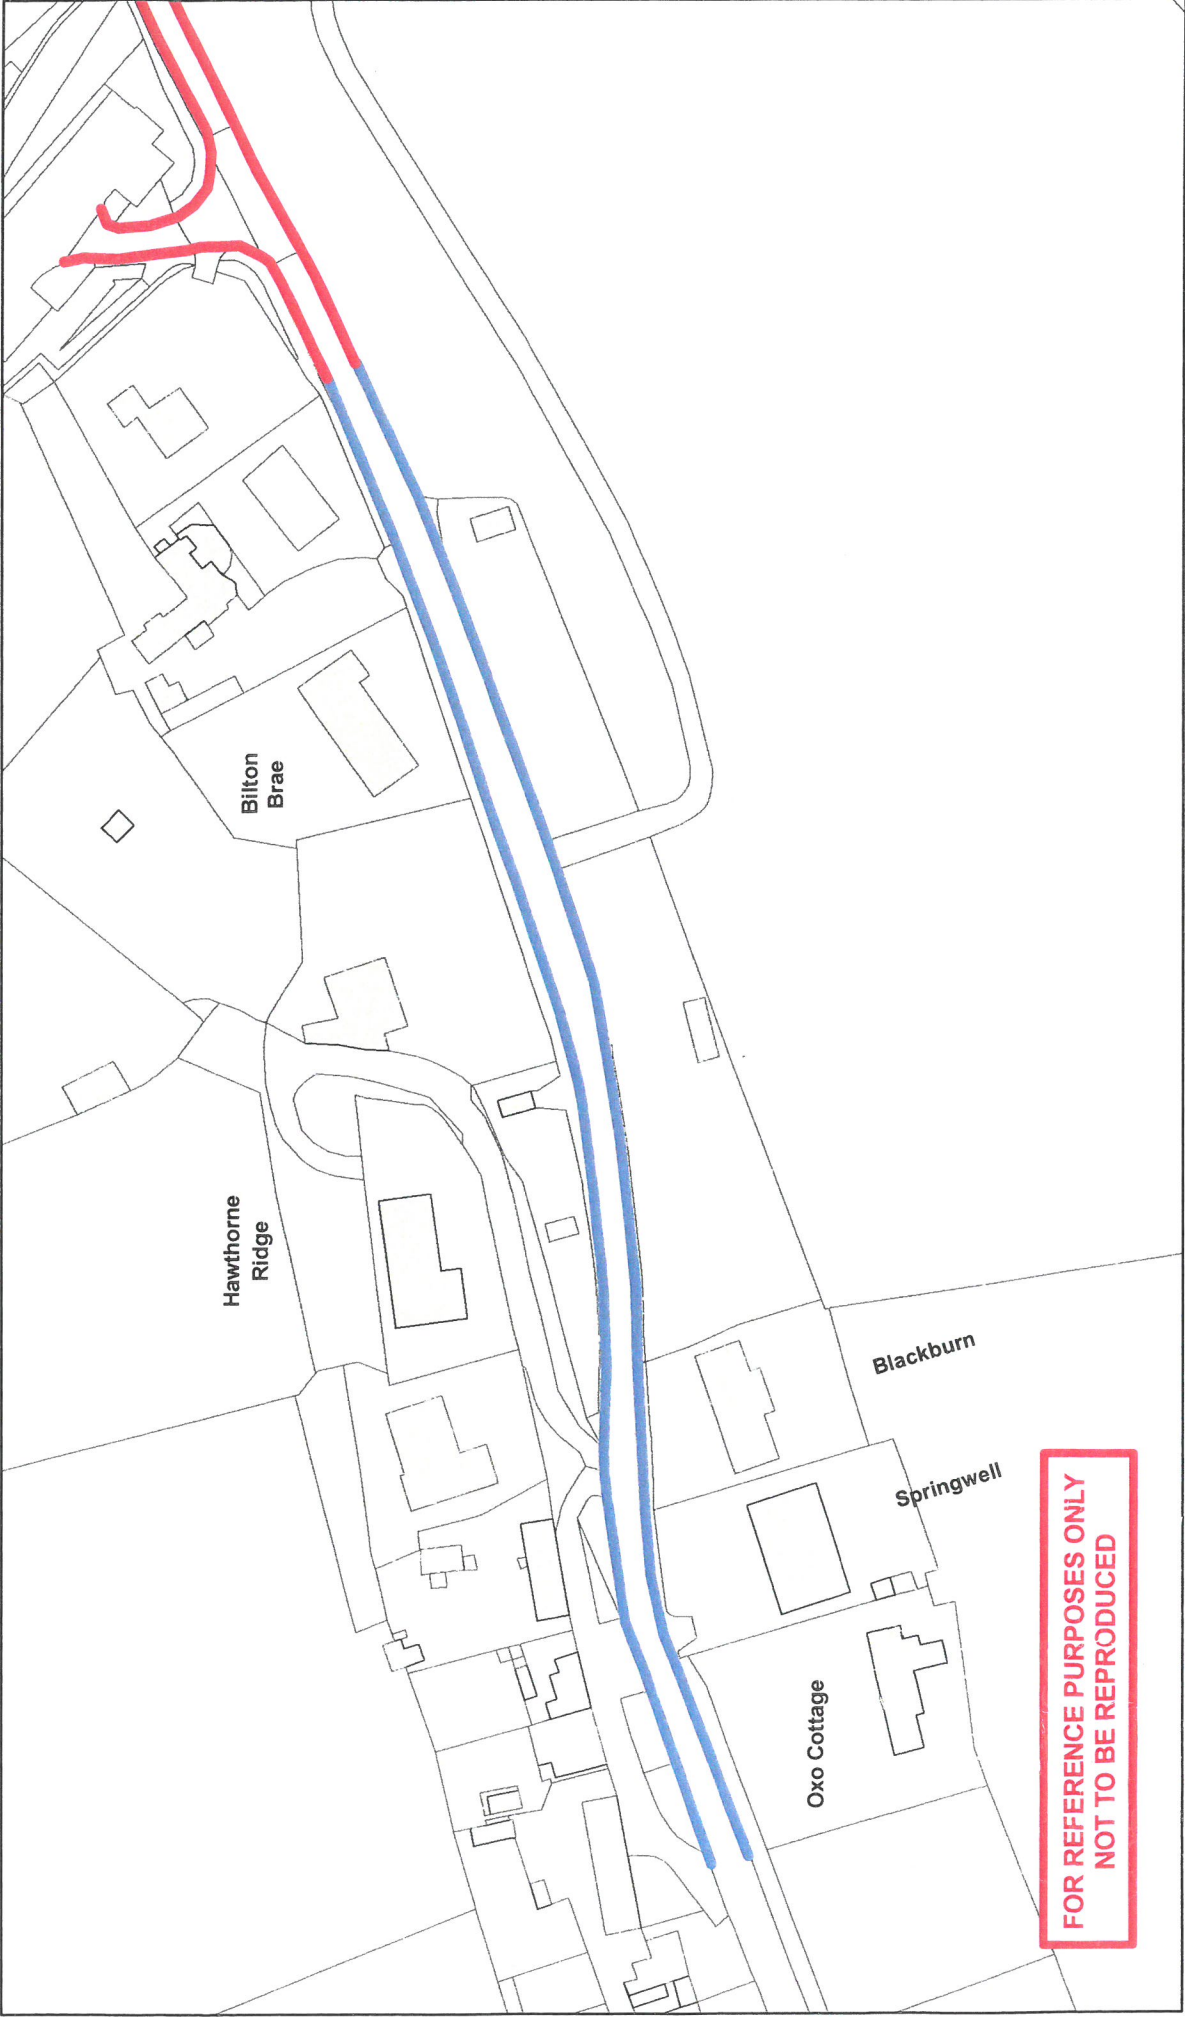 Bilton
Brae
Hawthorne
Ridge
Blackburn
Springwell
Oxo Cottage
FOR REFERENCE PURPOSES ONLY
NOT TO BE REPRODUCED